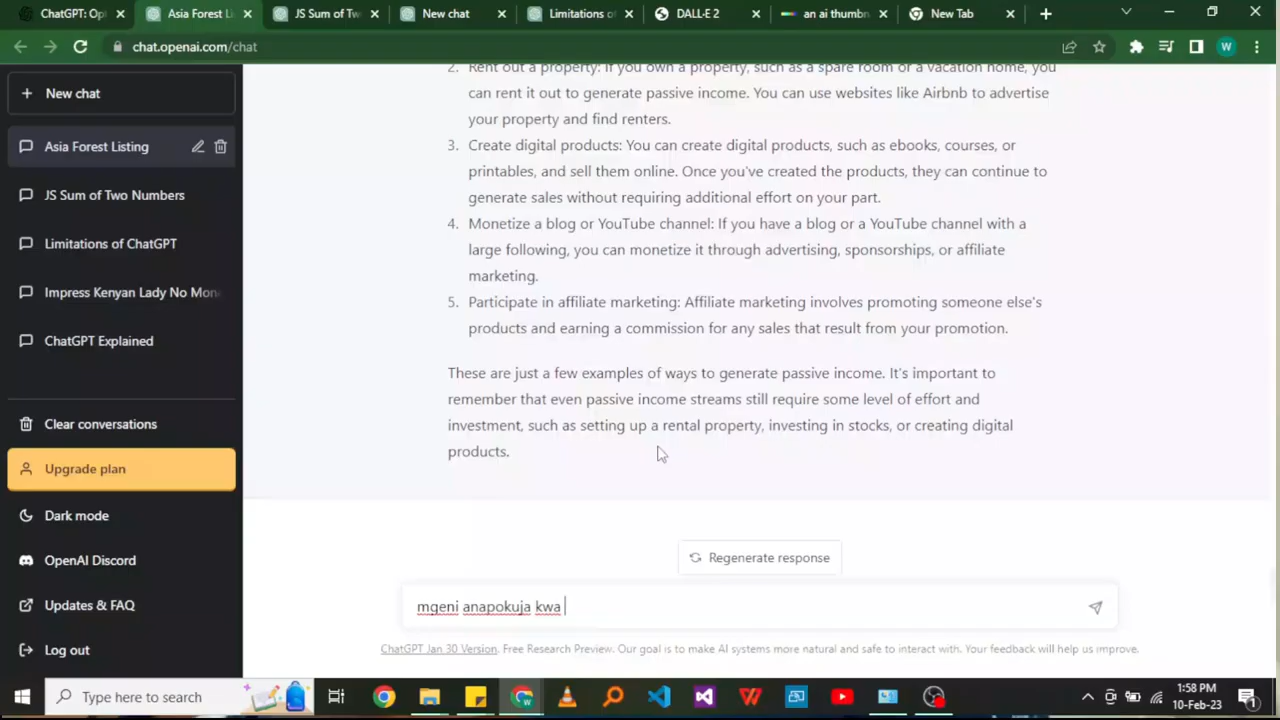 ChatGPT: Opt
Asia Forest Li
JS Sum of Two
New chat
Limitations of
DALL·E 2
an ai thumbn
New Tab
chat.openai.com/chat
W
New chat
Asia Forest Listing
JS Sum of Two Numbers
Limitations of ChatGPT
Impress Kenyan Lady No Mon
ChatGPT Explained
Clear conversations
Upgrade plan
Dark mode
OpenAI Discord
Updates & FAQ
Log out
2. Rent out a property: If you own a property, such as a spare room or a vacation home, you
can rent it out to generate passive income. You can use websites like Airbnb to advertise
your property and find renters.
3. Create digital products: You can create digital products, such as ebooks, courses, or
printables, and sell them online. Once you've created the products, they can continue to
generate sales without requiring additional effort on your part.
4. Monetize a blog or YouTube channel: If you have a blog or a YouTube channel with a
large following, you can monetize it through advertising, sponsorships, or affiliate
marketing.
5. Participate in affiliate marketing: Affiliate marketing involves promoting someone else's
products and earning a commission for any sales that result from your promotion.
These are just a few examples of ways to generate passive income. It's important to
remember that even passive income streams still require some level of effort and
investment, such as setting up a rental property, investing in stocks, or creating digital
products.
Regenerate response
mgeni anapokuja kwa
ChatGPT Jan 30 Version. Free Research Preview. Our goal is to make AI systems more natural and safe to interact with. Your feedback will help us improve.
Type here to search
1:58 PM
10-Feb-23
1